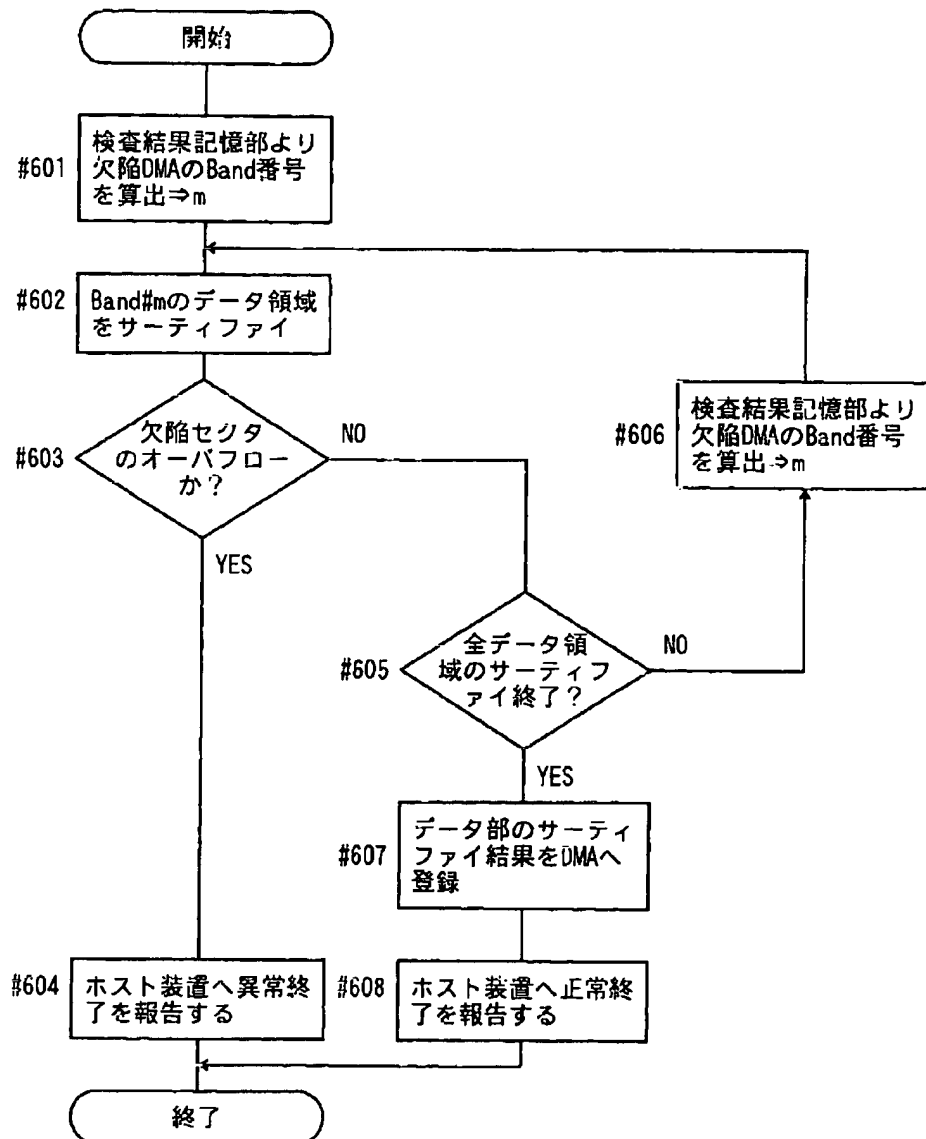 開始
#601
検査結果記憶部より
欠陥DMAのBand番号
を算出⇒m
#602
Band#mのデータ領域
をサーティファイ
#603
欠陥セクタ
のオーバフロー
か?
NO
YES
#606
検査結果記憶部より
欠陥DMAのBand番号
を算出⇒m
#605
全データ領
域のサーティフ
ァイ終了?
NO
YES
#607
データ部のサーティ
ファイ結果をDMAへ
登録
#604
ホスト装置へ異常終
了を報告する
#608
ホスト装置へ正常終
了を報告する
終了